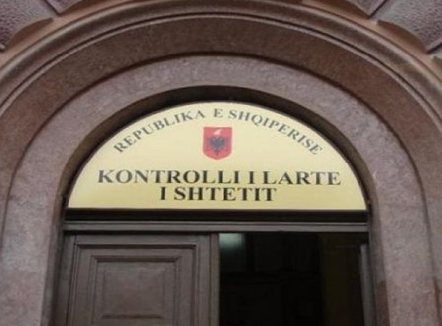 REPUBLIKA E SHQIPERISE
KONTROLLI I LARTE
I SHTETIT